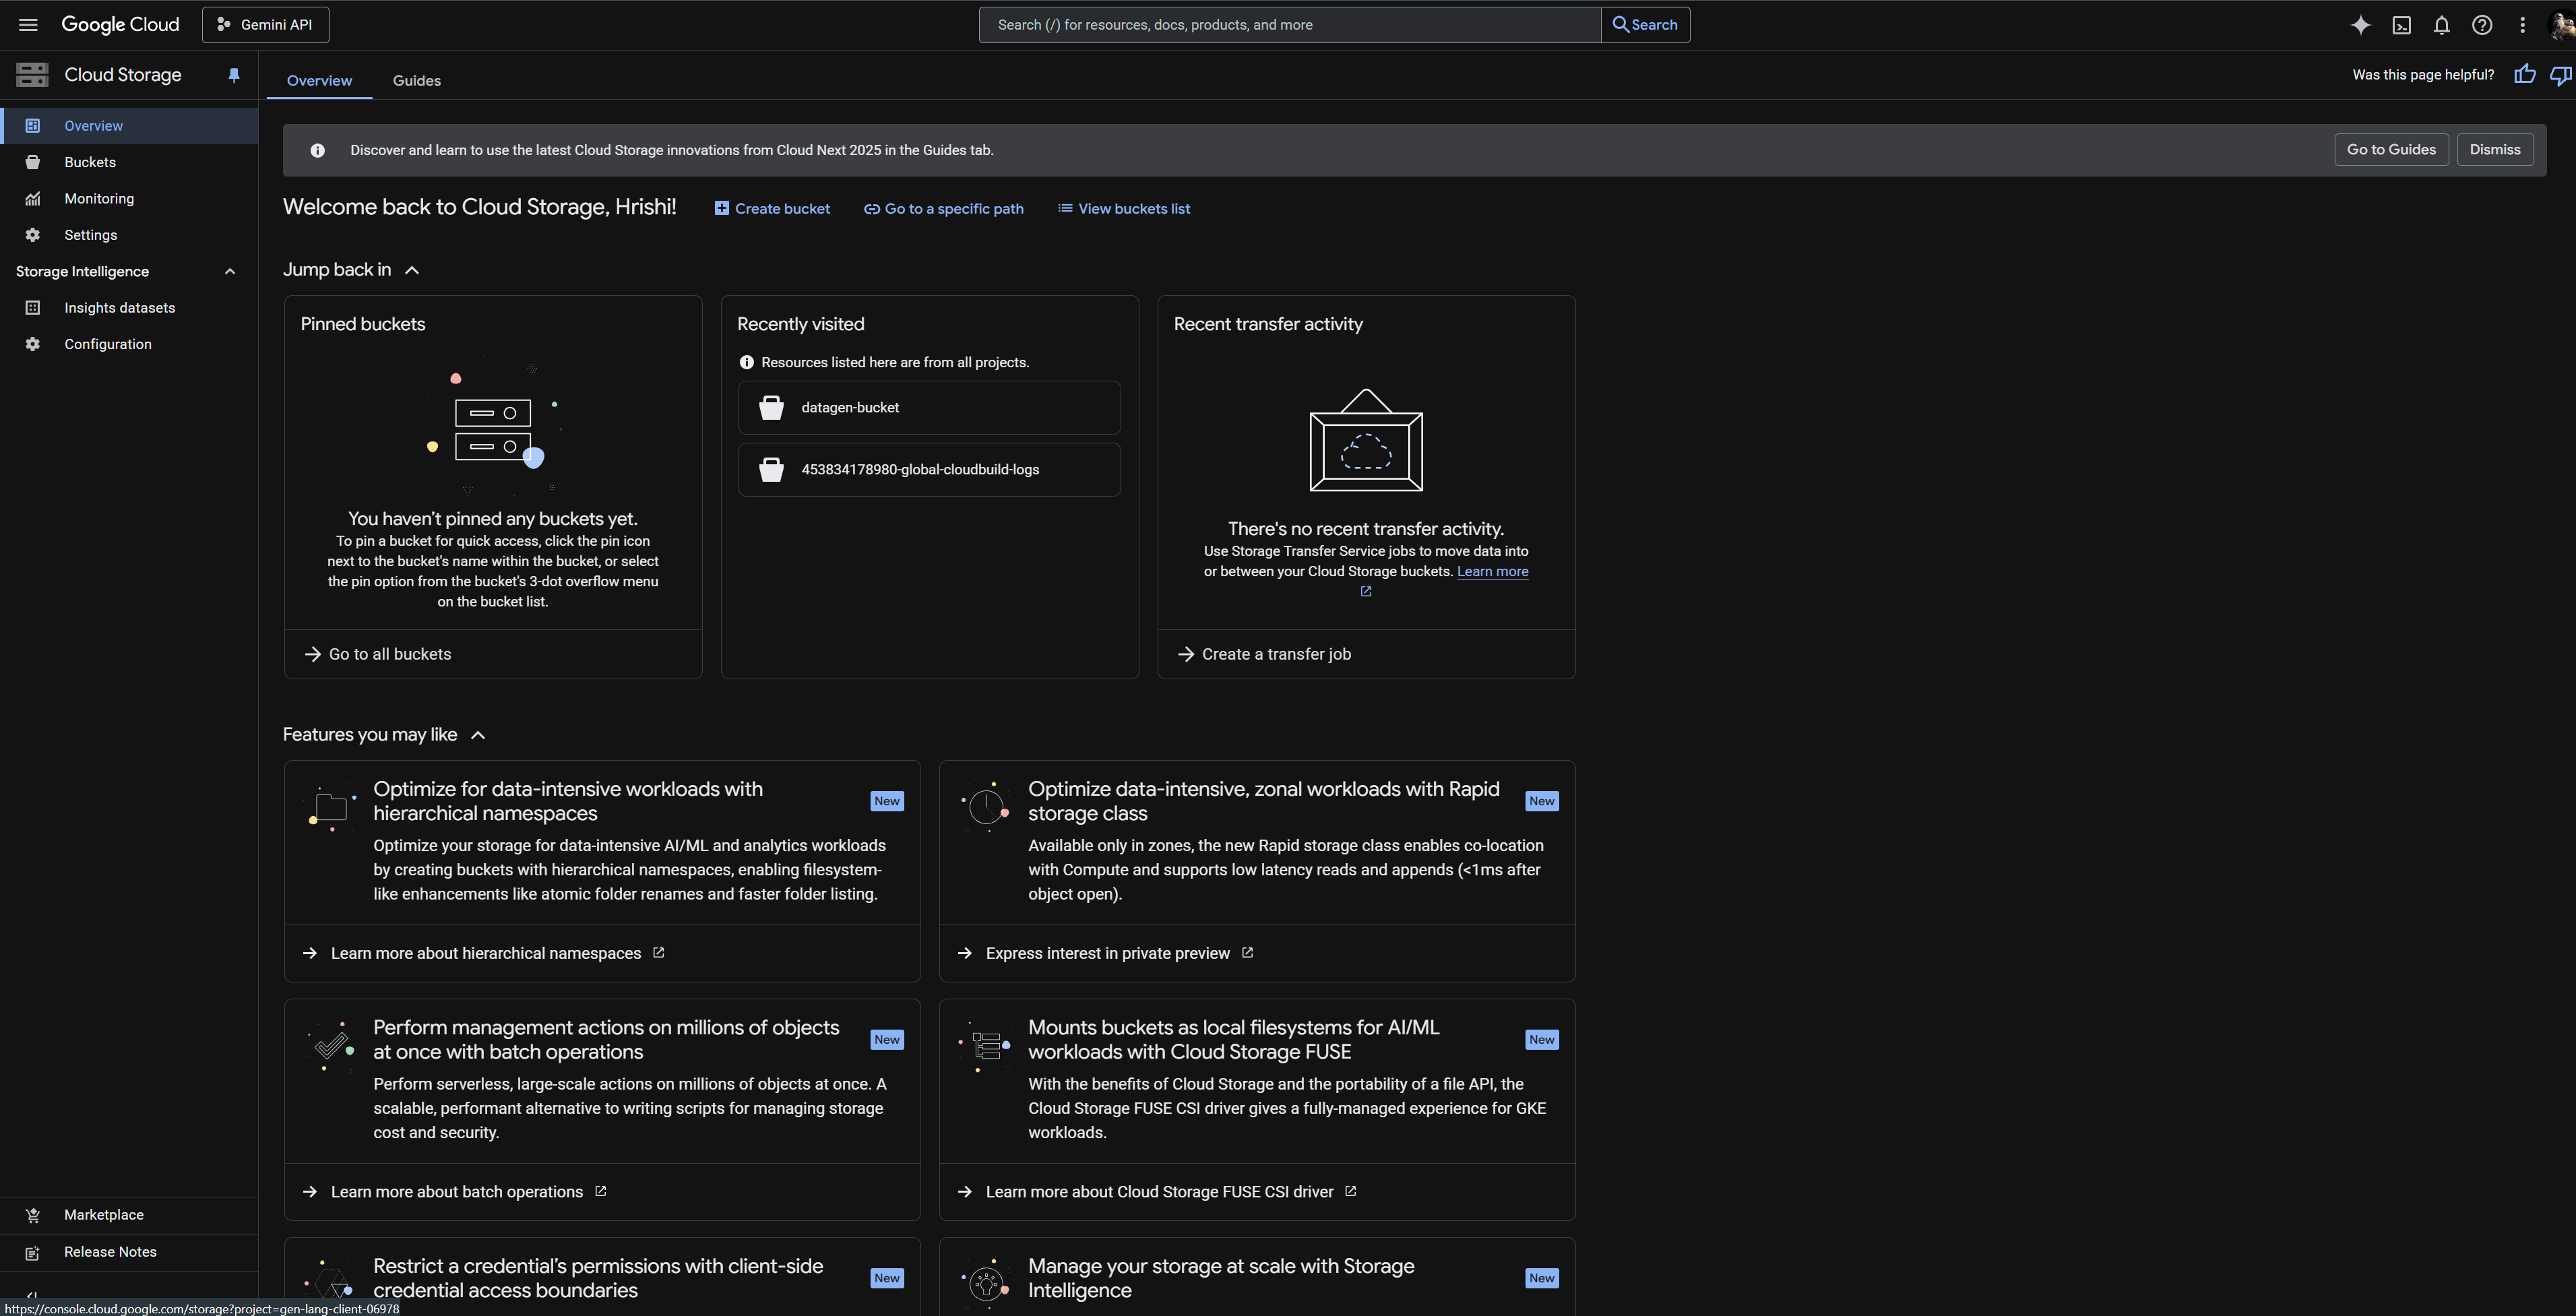 Google Cloud
Gemini API
Search (/) for resources, docs, products, and more
Search
Cloud Storage
Overview
Guides
Was this page helpful?
Overview
Buckets
Monitoring
Settings
Storage Intelligence
Insights datasets
Configuration
Discover and learn to use the latest Cloud Storage innovations from Cloud Next 2025 in the Guides tab.
Go to Guides
Dismiss
Welcome back to Cloud Storage, Hrishi!
Create bucket
Go to a specific path
View buckets list
Jump back in
Pinned buckets
You haven't pinned any buckets yet.
To pin a bucket for quick access, click the pin icon
next to the bucket's name within the bucket, or select
the pin option from the bucket's 3-dot overflow menu
on the bucket list.
Go to all buckets
Recently visited
Resources listed here are from all projects.
datagen-bucket
453834178980-global-cloudbuild-logs
Recent transfer activity
There's no recent transfer activity.
Use Storage Transfer Service jobs to move data into
or between your Cloud Storage buckets. Learn more
Create a transfer job
Features you may like
Optimize for data-intensive workloads with
hierarchical namespaces
New
Optimize your storage for data-intensive AI/ML and analytics workloads
by creating buckets with hierarchical namespaces, enabling filesystem-
like enhancements like atomic folder renames and faster folder listing.
Learn more about hierarchical namespaces
Optimize data-intensive, zonal workloads with Rapid
storage class
New
Available only in zones, the new Rapid storage class enables co-location
with Compute and supports low latency reads and appends (<1ms after
object open).
Express interest in private preview
Perform management actions on millions of objects
at once with batch operations
New
Perform serverless, large-scale actions on millions of objects at once. A
scalable, performant alternative to writing scripts for managing storage
cost and security.
Learn more about batch operations
Mounts buckets as local filesystems for AI/ML
workloads with Cloud Storage FUSE
New
With the benefits of Cloud Storage and the portability of a file API, the
Cloud Storage FUSE CSI driver gives a fully-managed experience for GKE
workloads.
Learn more about Cloud Storage FUSE CSI driver
Restrict a credential's permissions with client-side
credential access boundaries
New
Manage your storage at scale with Storage
Intelligence
New
Marketplace
Release Notes
https://console.cloud.google.com/storage?project=gen-lang-client-06978